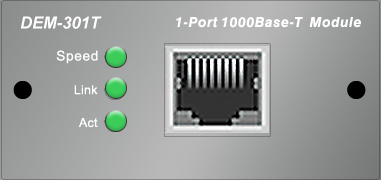 DEM-301T 1-Port 1000Base-T Module
Speed
Link
Act